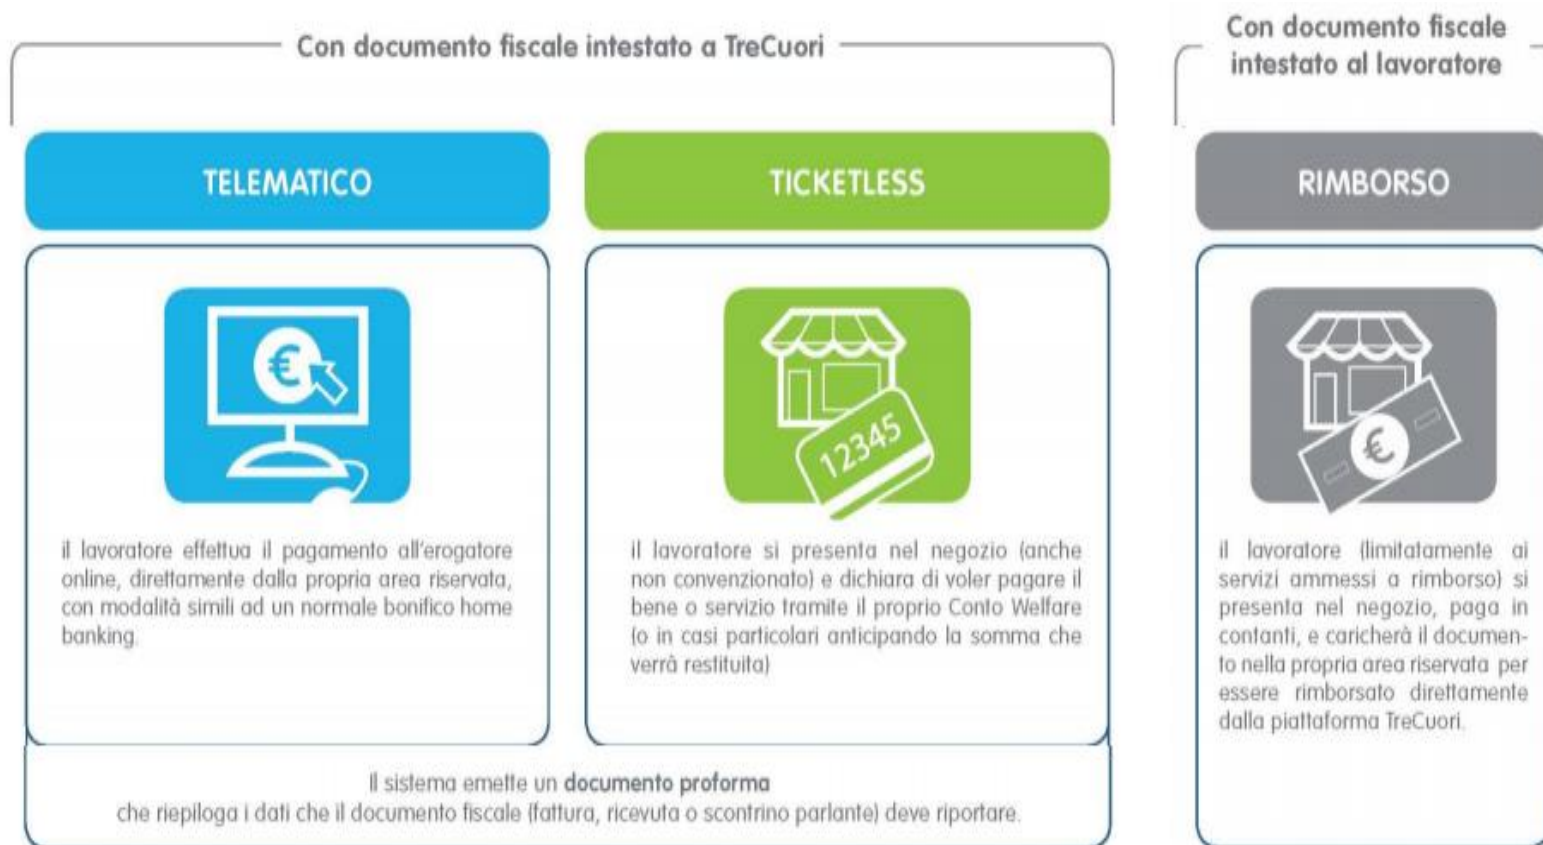 Con documento fiscale intestato a TreCuori
Con documento fiscale
intestato al lavoratore
TELEMATICO
TICKETLESS
RIMBORSO
€
12345
€
il lavoratore effettua il pagamento all'erogatore
online, direttamente dalla propria area riservata,
con modalità simili ad un normale bonifico home
banking.
il lavoratore si presenta nel negozio (anche
non convenzionato) e dichiara di voler pagare il
bene o servizio tramite il proprio Conto Welfare
(o in casi particolari anticipando la somma che
verrà restituita)
il lavoratore (limitatamente ai
servizi ammessi a rimborso) si
presenta nel negozio, paga in
contanti, e caricherà il documen-
to nella propria area riservata per
essere rimborsato direttamente
dalla piattaforma TreCuori.
Il sistema emette un documento proforma
che riepiloga i dati che il documento fiscale (fattura, ricevuta o scontrino parlante) deve riportare.